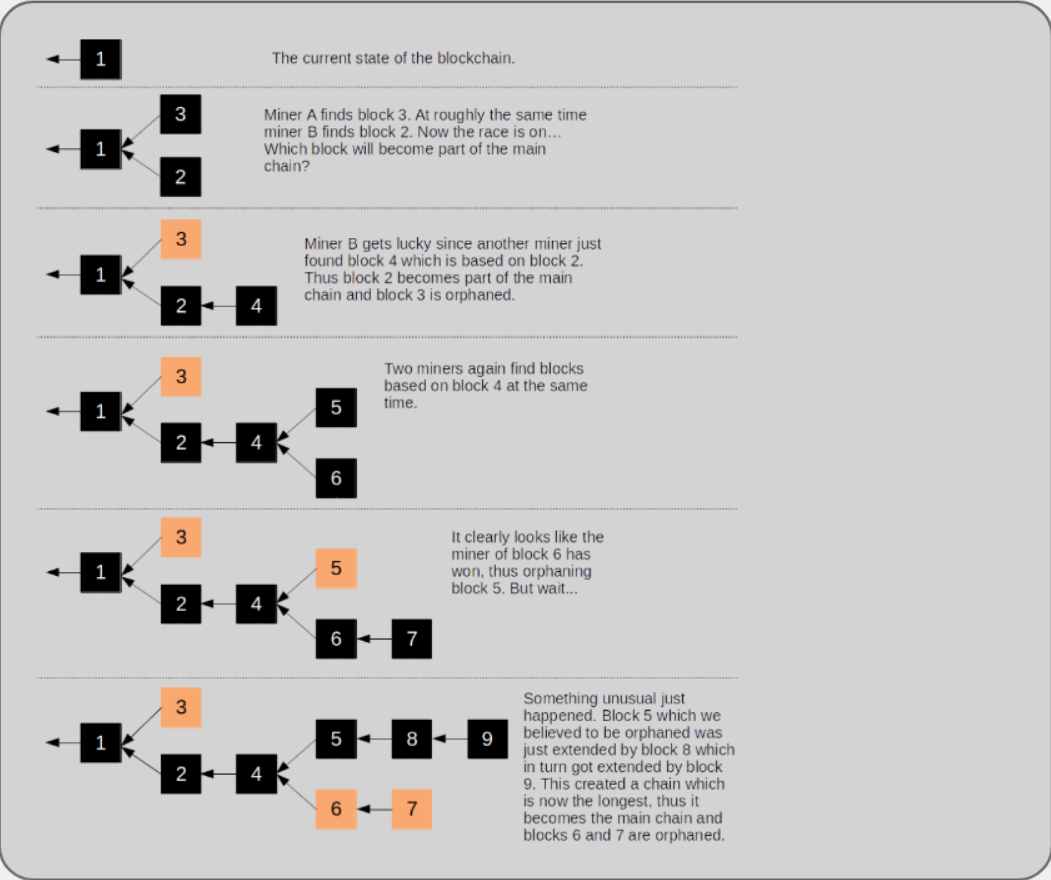 1
The current state of the blockchain.
3
1
2
Miner A finds block 3. At roughly the same time
miner B finds block 2. Now the race is on...
Which block will become part of the main
chain?
3
1
2
4
Miner B gets lucky since another miner just
found block 4 which is based on block 2.
Thus block 2 becomes part of the main
chain and block 3 is orphaned.
3
1
2
4
5
6
Two miners again find blocks
based on block 4 at the same
time.
3
1
2
4
5
6
7
It clearly looks like the
miner of block 6 has
won, thus orphaning
block 5. But wait...
3
1
2
4
5
8
9
6
7
Something unusual just
happened. Block 5 which we
believed to be orphaned was
just extended by block 8 which
in turn got extended by block
9. This created a chain which
is now the longest, thus it
becomes the main chain and
blocks 6 and 7 are orphaned.